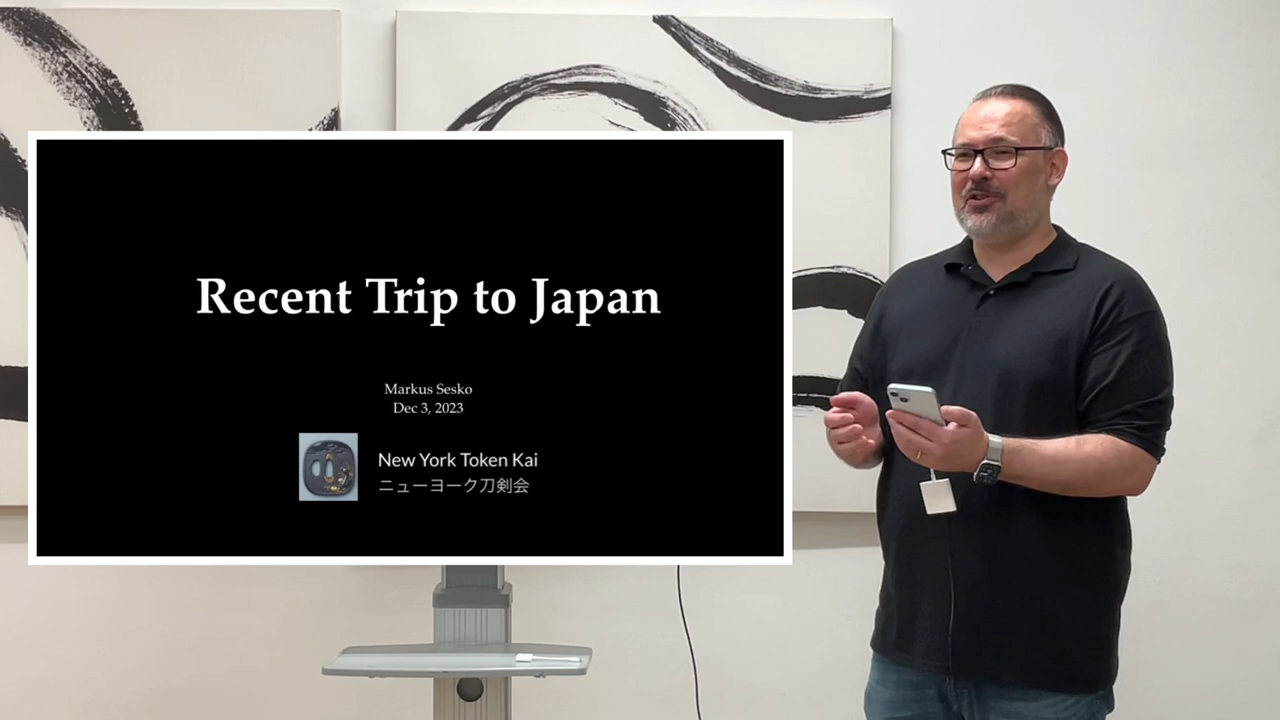 Recent Trip to Japan
Markus Sesko
Dec 3, 2023
New York Token Kai
ニューヨーク刀剣会